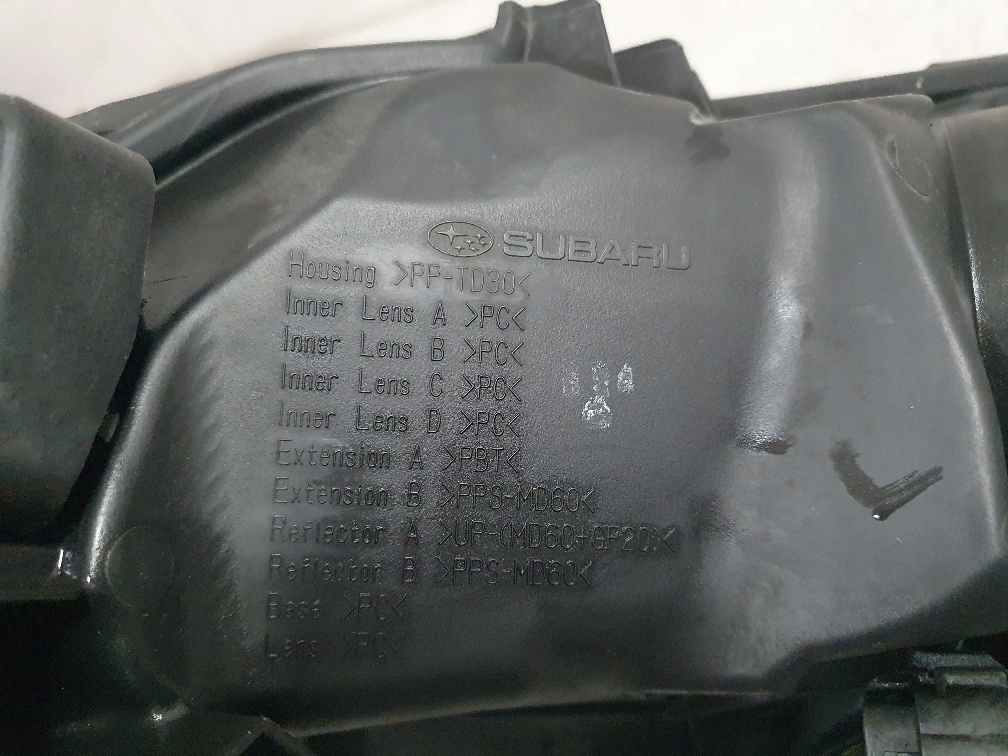 SUBARU
Housing >PP-TD30<
Inner Lens A >PC<
Inner Lens B >PC<
Inner Lens C >PC<
Inner Lens D >PC<
Extension A >PBT<
Extension B >PPS-MD60<
Reflector A >UP-(MD60+GF20)<
Reflector B >PPS-MD60<
Base >PC<
Lens >PC<